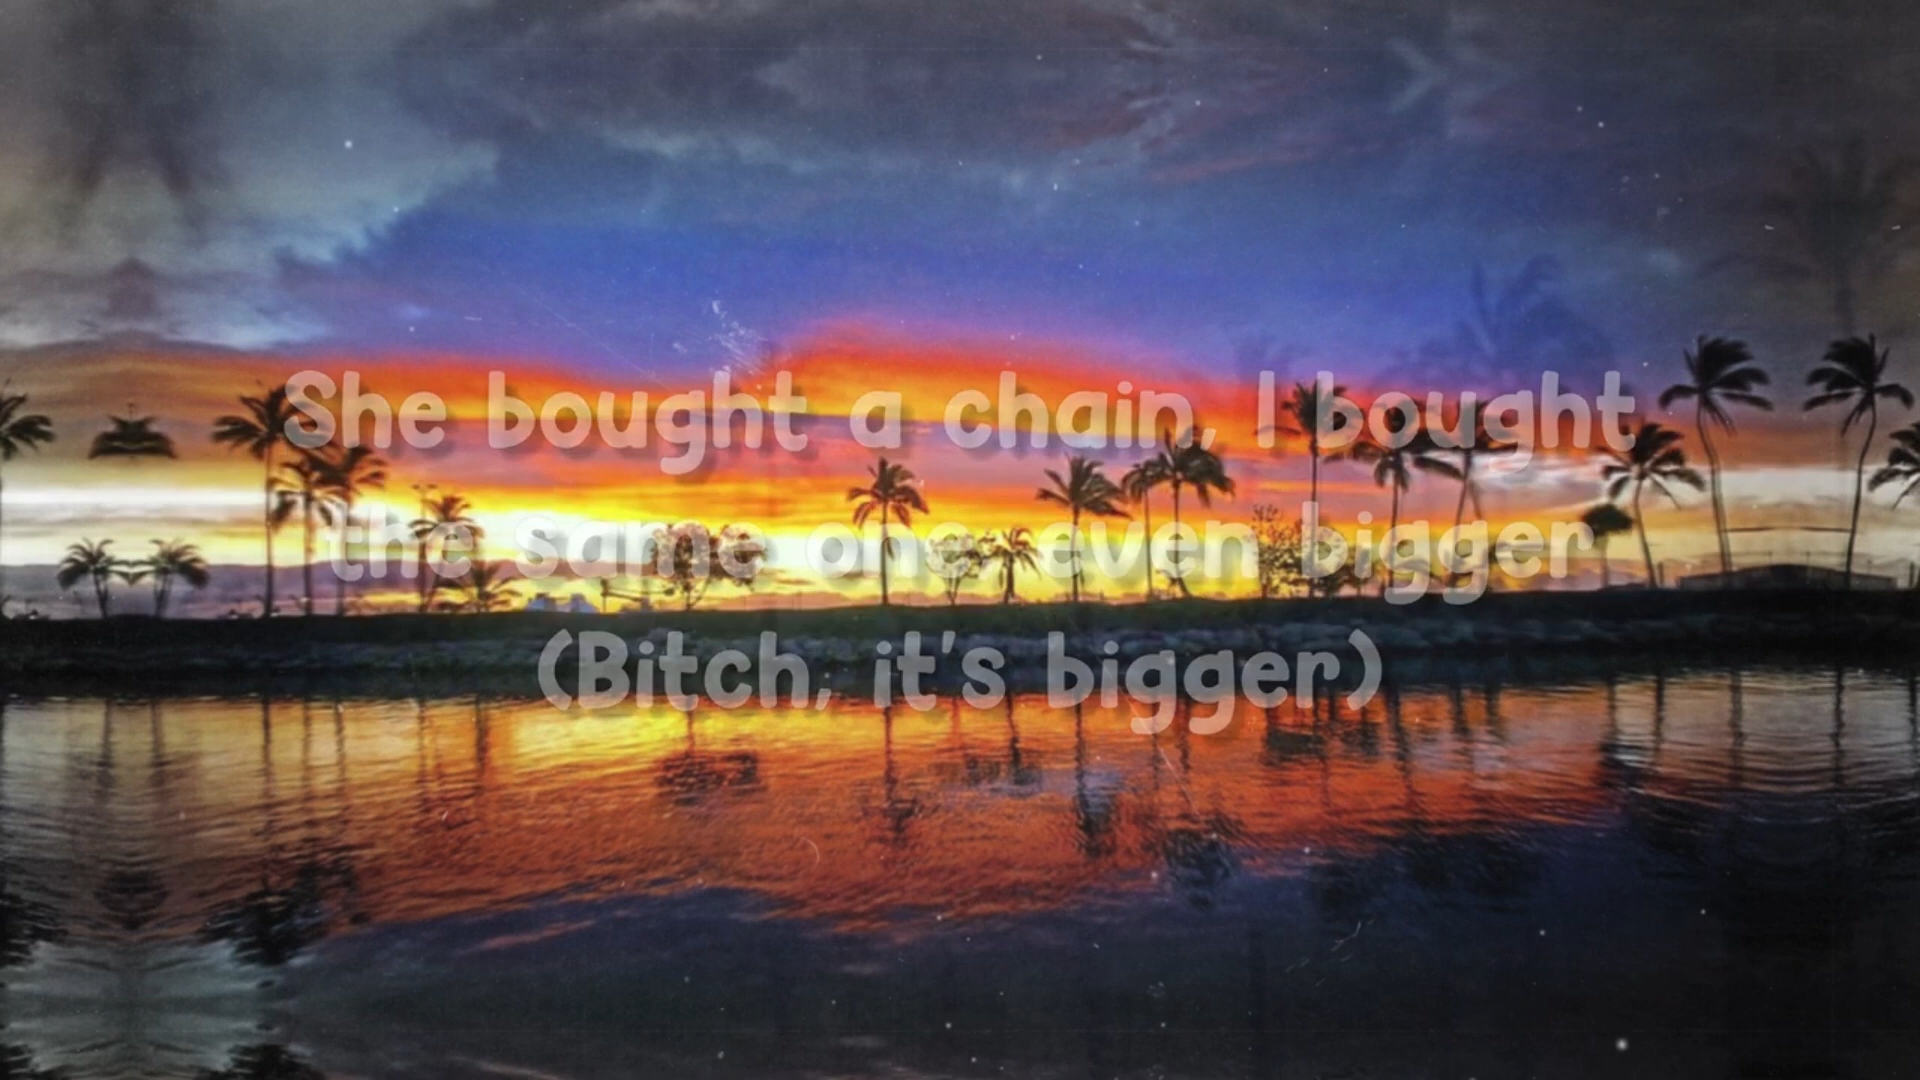 She bought a chain, I bought
the same one, even bigger
(Bitch, it's bigger)